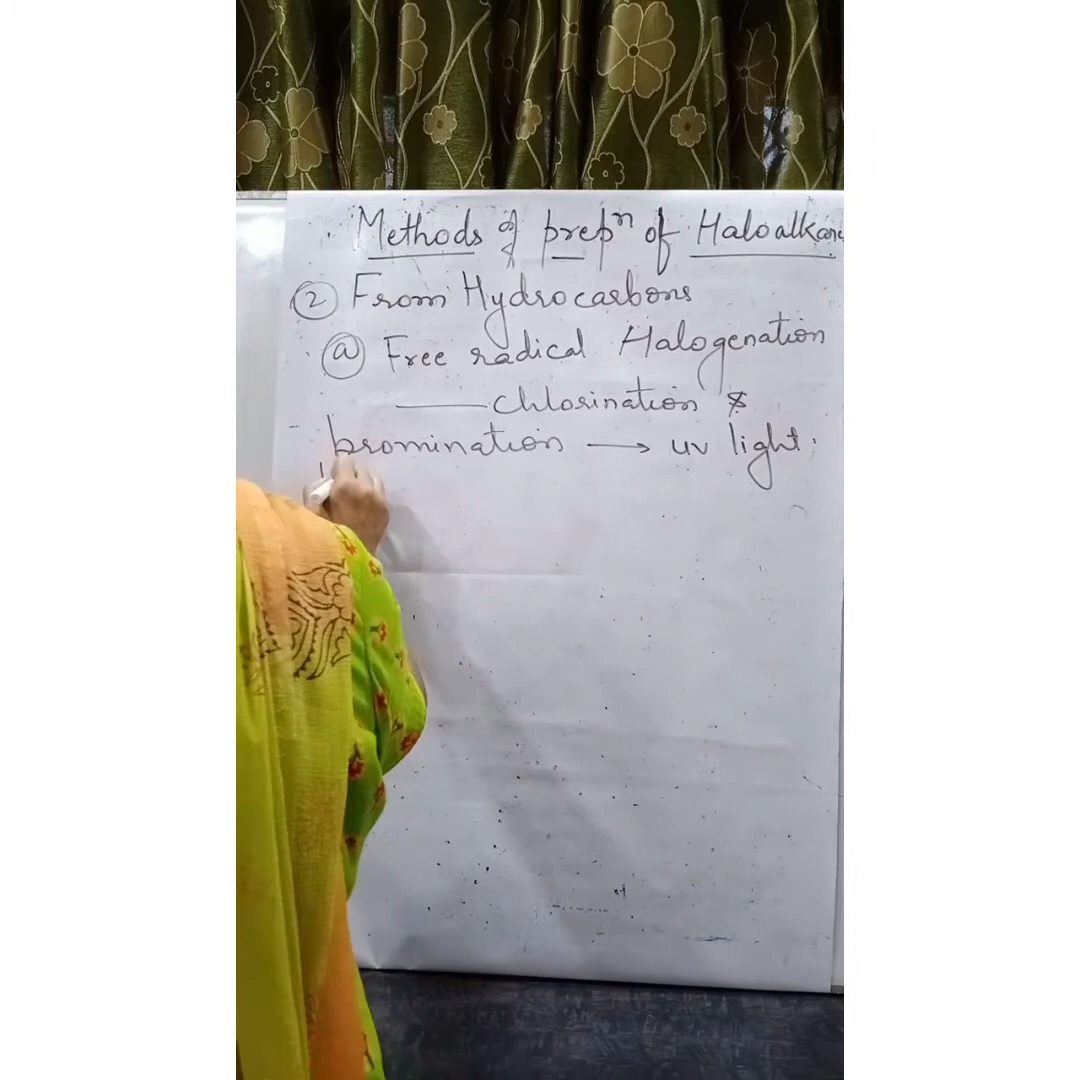 Methods of prepⁿ of Haloalkane
② From Hydrocarbons
ⓐ Free radical Halogenation
—— chlorination &
bromination → uv light.